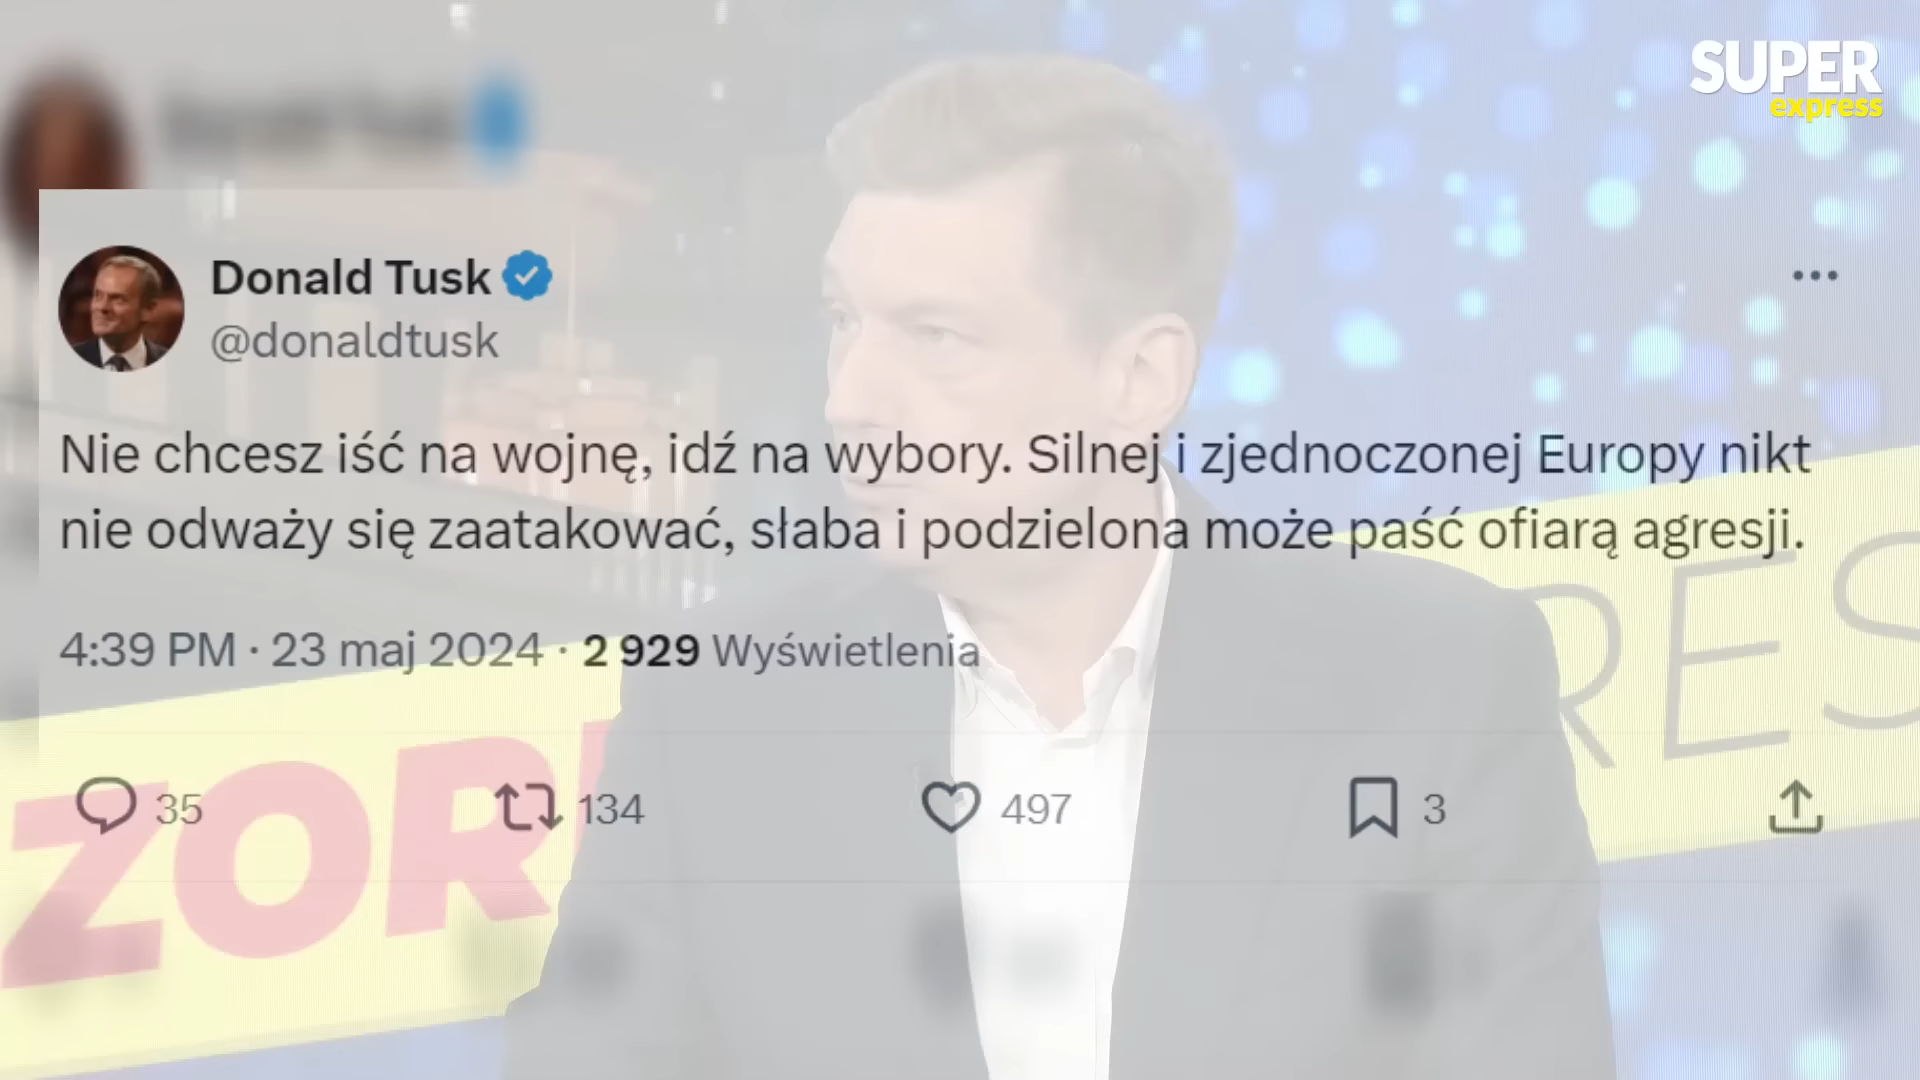 SUPER
express
Donald Tusk
@donaldtusk
Nie chcesz iść na wojnę, idź na wybory. Silnej i zjednoczonej Europy nikt
nie odważy się zaatakować, słaba i podzielona może paść ofiarą agresji.
4:39 PM · 23 maj 2024 · 2 929 Wyświetlenia
35 134 497 3
ZOR
RES